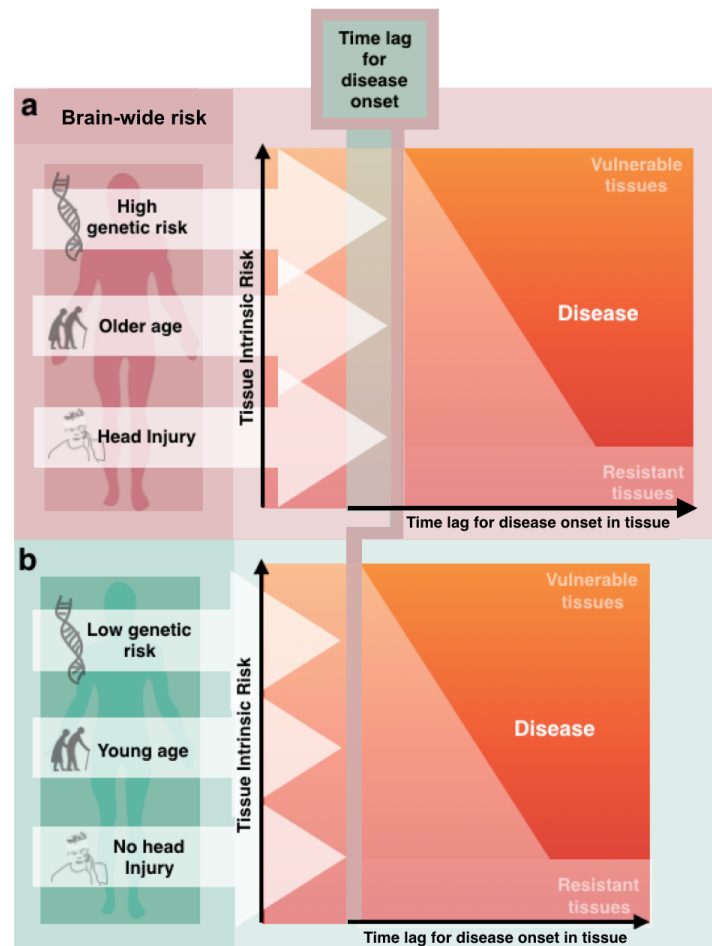 Time lag
for
disease
onset
a
Brain-wide risk
High
genetic risk
Older age
Head Injury
Tissue Intrinsic Risk
Vulnerable
tissues
Disease
Resistant
tissues
Time lag for disease onset in tissue
b
Low genetic
risk
Young age
No head
Injury
Tissue Intrinsic Risk
Vulnerable
tissues
Disease
Resistant
tissues
Time lag for disease onset in tissue